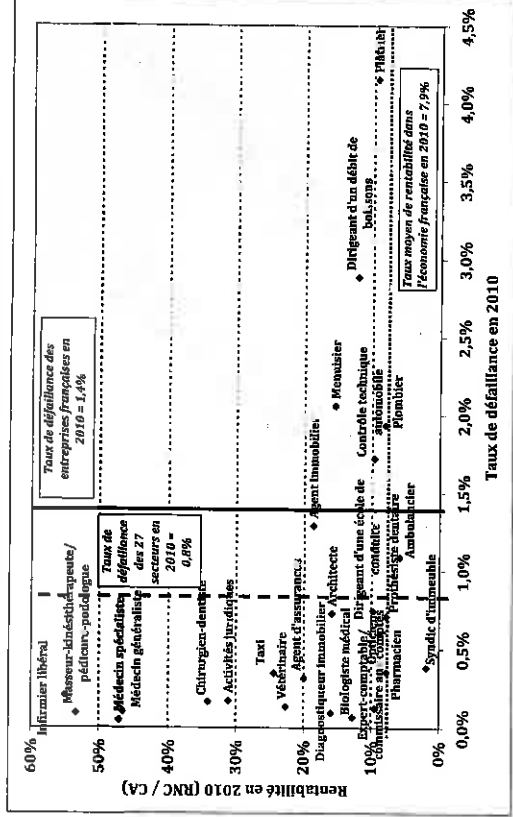 60%
50%
40%
30%
20%
10%
0%
Rentabilité en 2010 (RNC / CA)
Infirmier libéral
Masseur-kinésithérapeute/
pédicure-podologue
Médecin spécialiste
Médecin généraliste
Chirurgien-dentiste
Activités juridiques
Taxi
Vétérinaire
Agent d'assurances
Diagnostiqueur immobilier
Architecte
Biologiste médical
Dirigeant d'une école de
conduite
Expert-comptable/
commissaire aux comptes
Opticien
Pharmacien
Prothésiste dentaire
Ambulancier
Syndic d'immeuble
Agent immobilier
Menuisier
Contrôle technique
automobile
Plombier
Dirigeant d'un débit de
boissons
Plâtrier
Taux de
défaillance
des 27
secteurs en
2010 =
0,8%
Taux de défaillance des
entreprises françaises en
2010 = 1,4%
Taux moyen de rentabilité dans
l'économie française en 2010 = 7,9%
0,0%
0,5%
1,0%
1,5%
2,0%
2,5%
3,0%
3,5%
4,0%
4,5%
Taux de défaillance en 2010